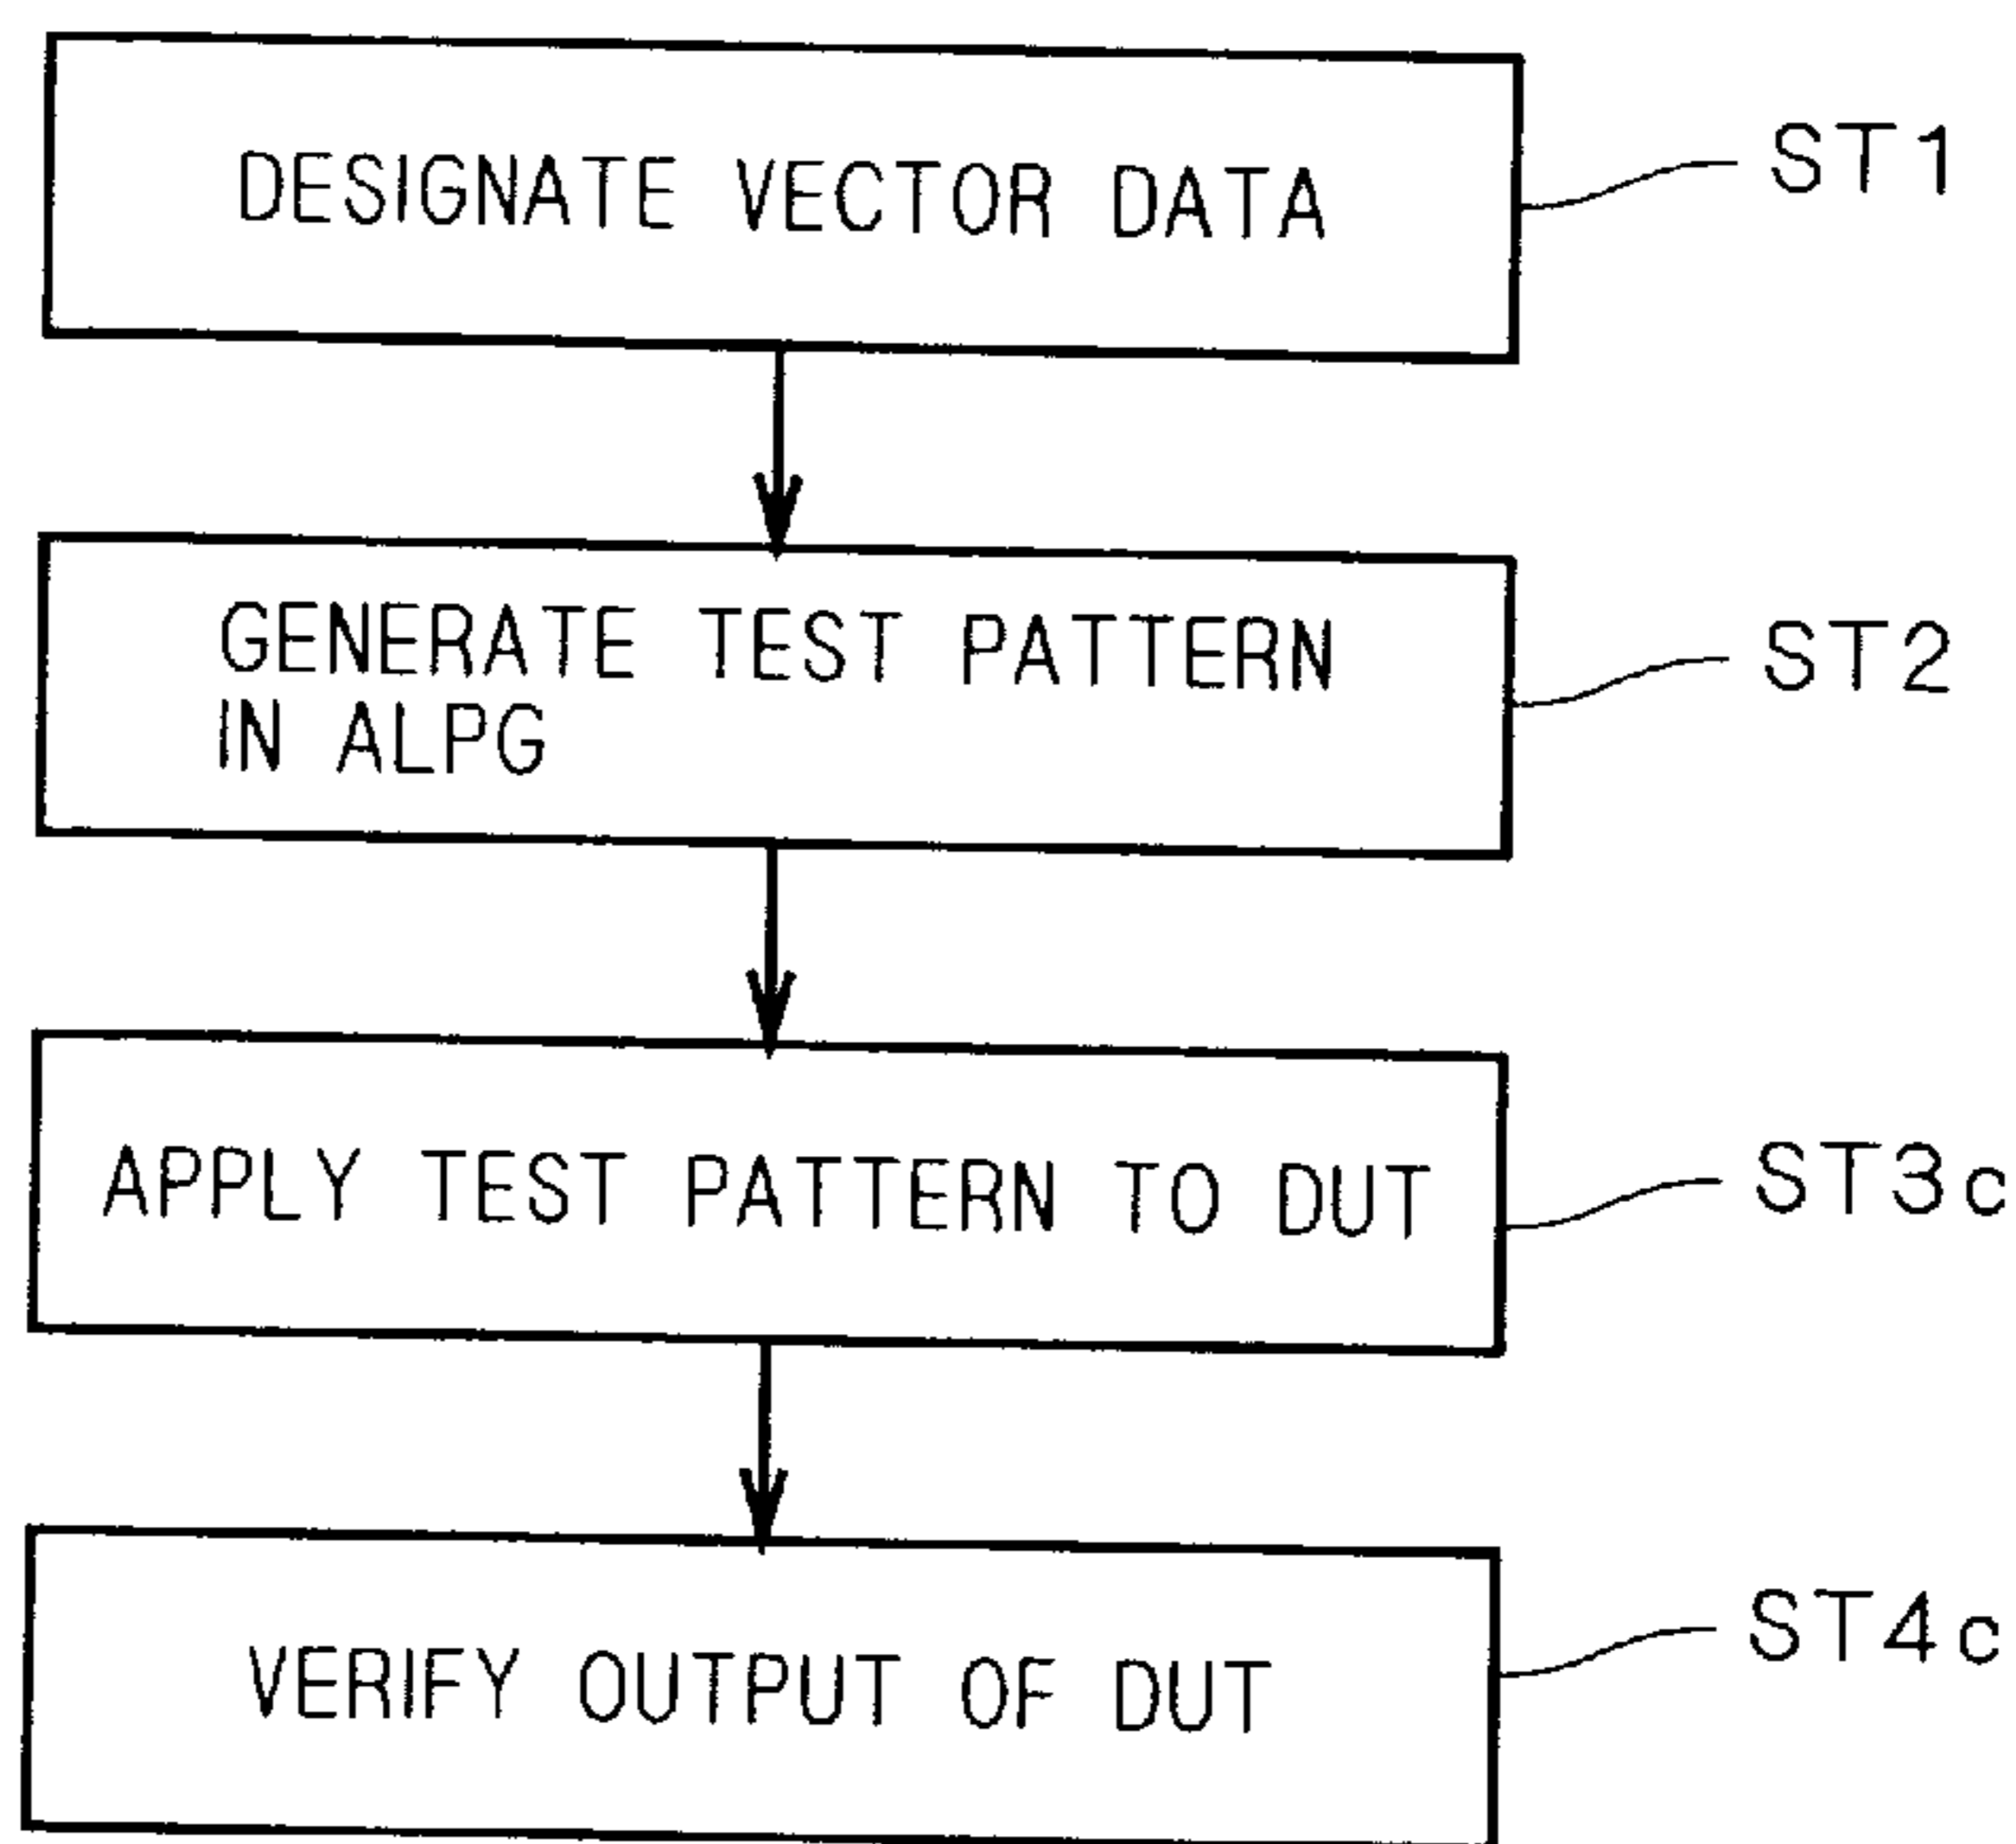 DESIGNATE VECTOR DATA
ST1
GENERATE TEST PATTERN
IN ALPG
ST2
APPLY TEST PATTERN TO DUT
ST3c
VERIFY OUTPUT OF DUT
ST4c